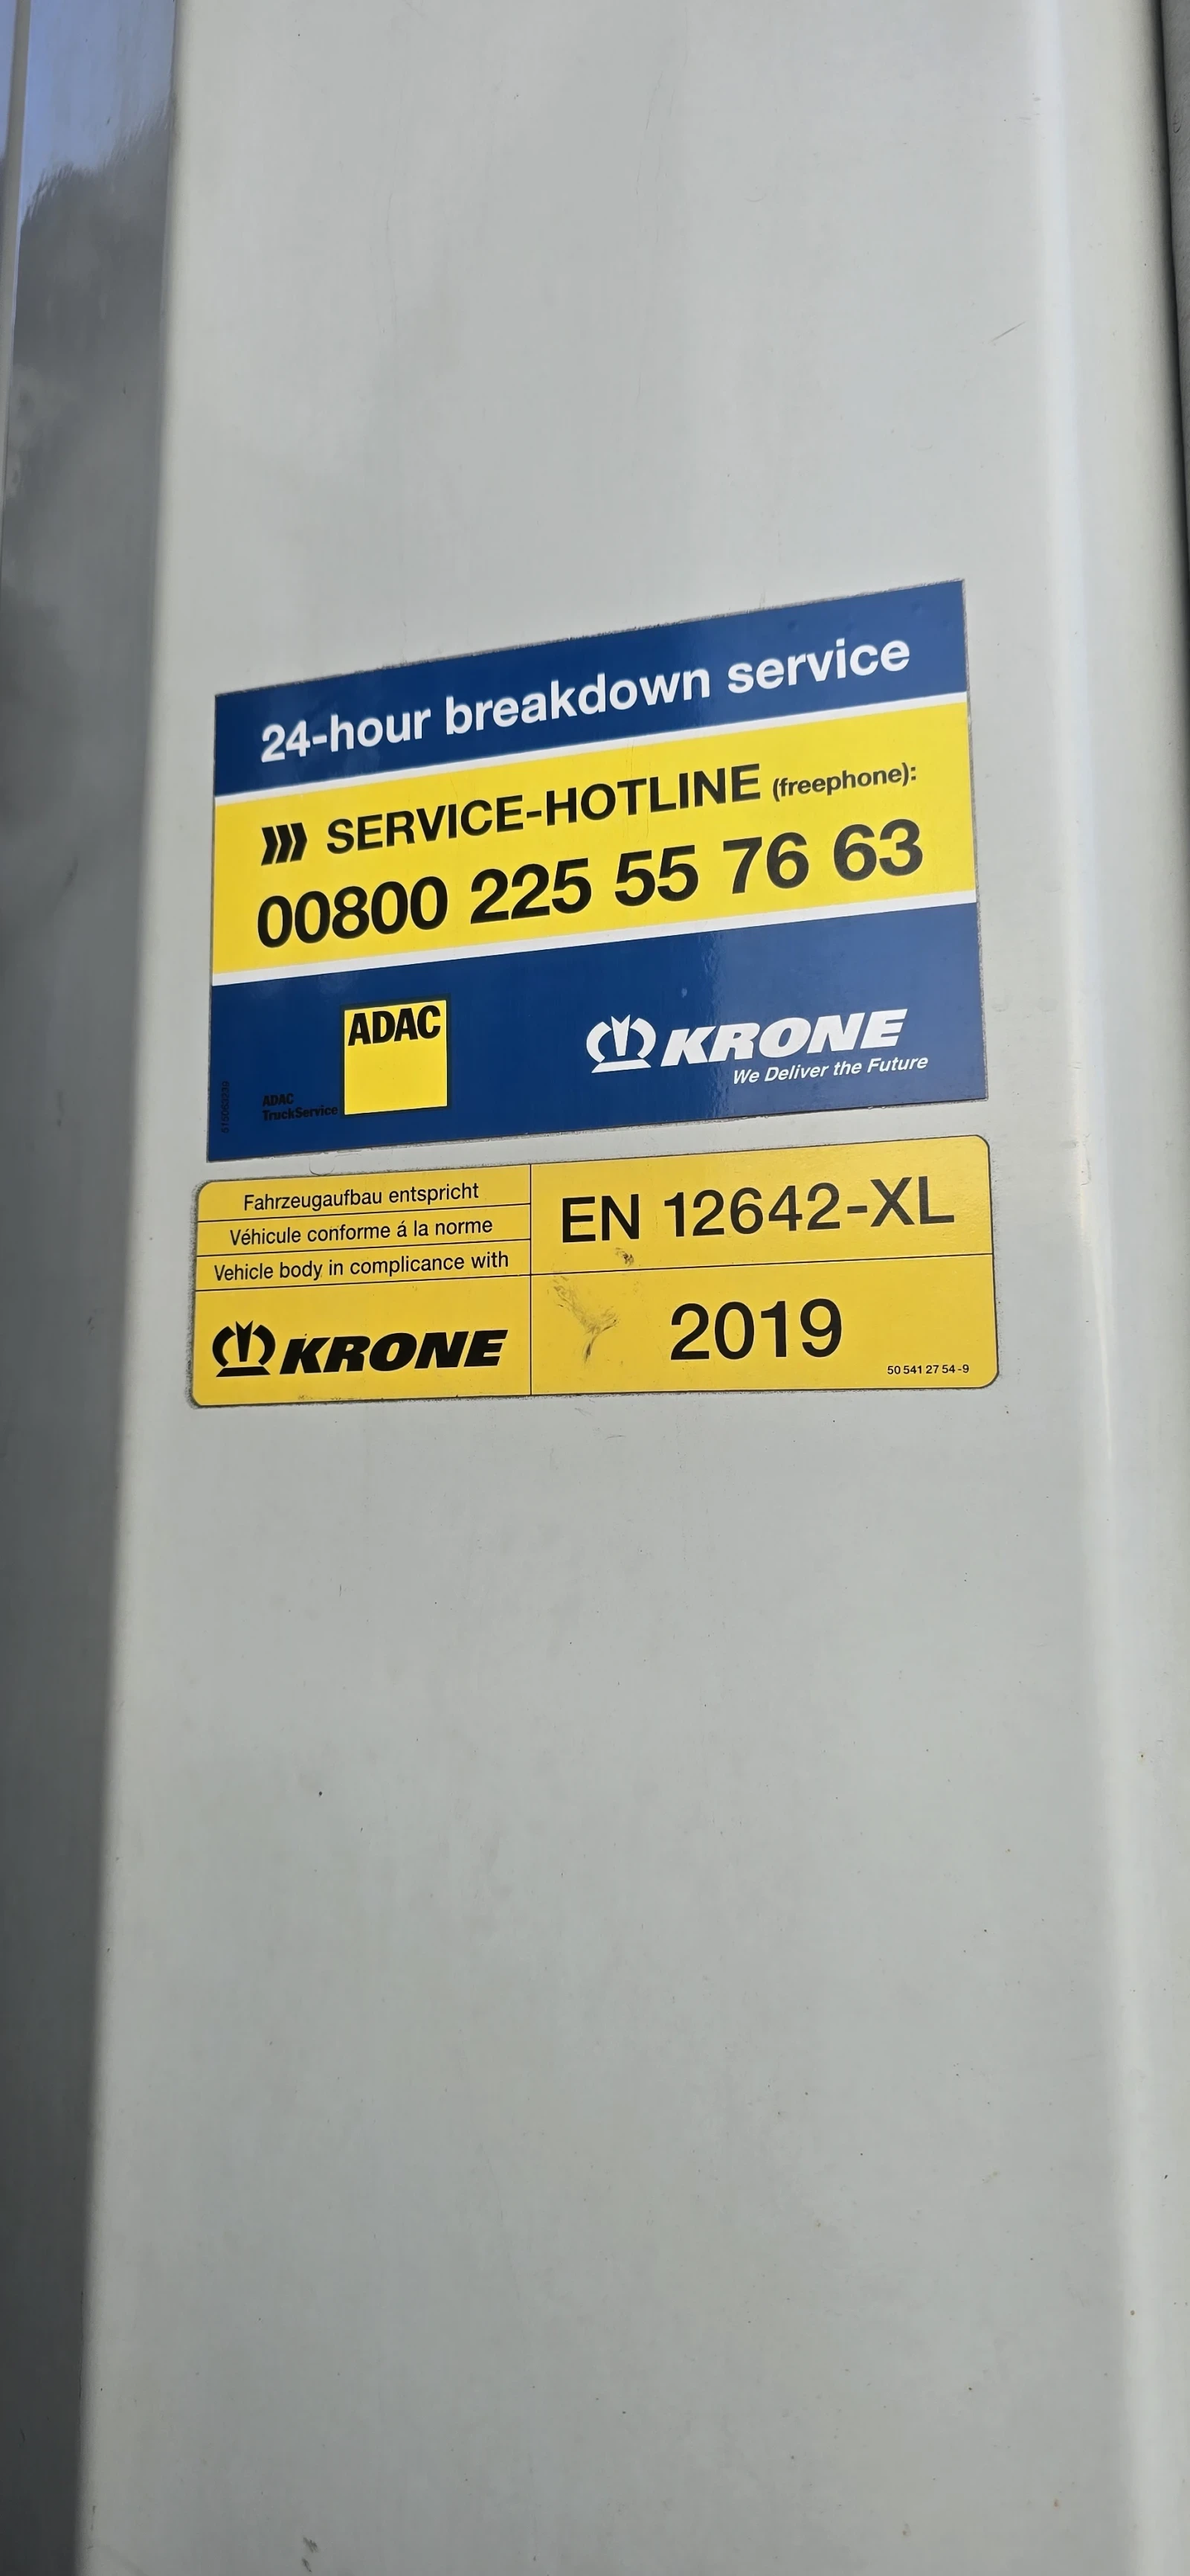 24-hour breakdown service
SERVICE-HOTLINE (freephone):
00800 225 55 76 63
ADAC
KRONE
We Deliver the Future
ADAC
TruckService
Fahrzeugaufbau entspricht
Véhicule conforme á la norme
Vehicle body in complicance with
KRONE
EN 12642-XL
2019
50 541 27 54-9